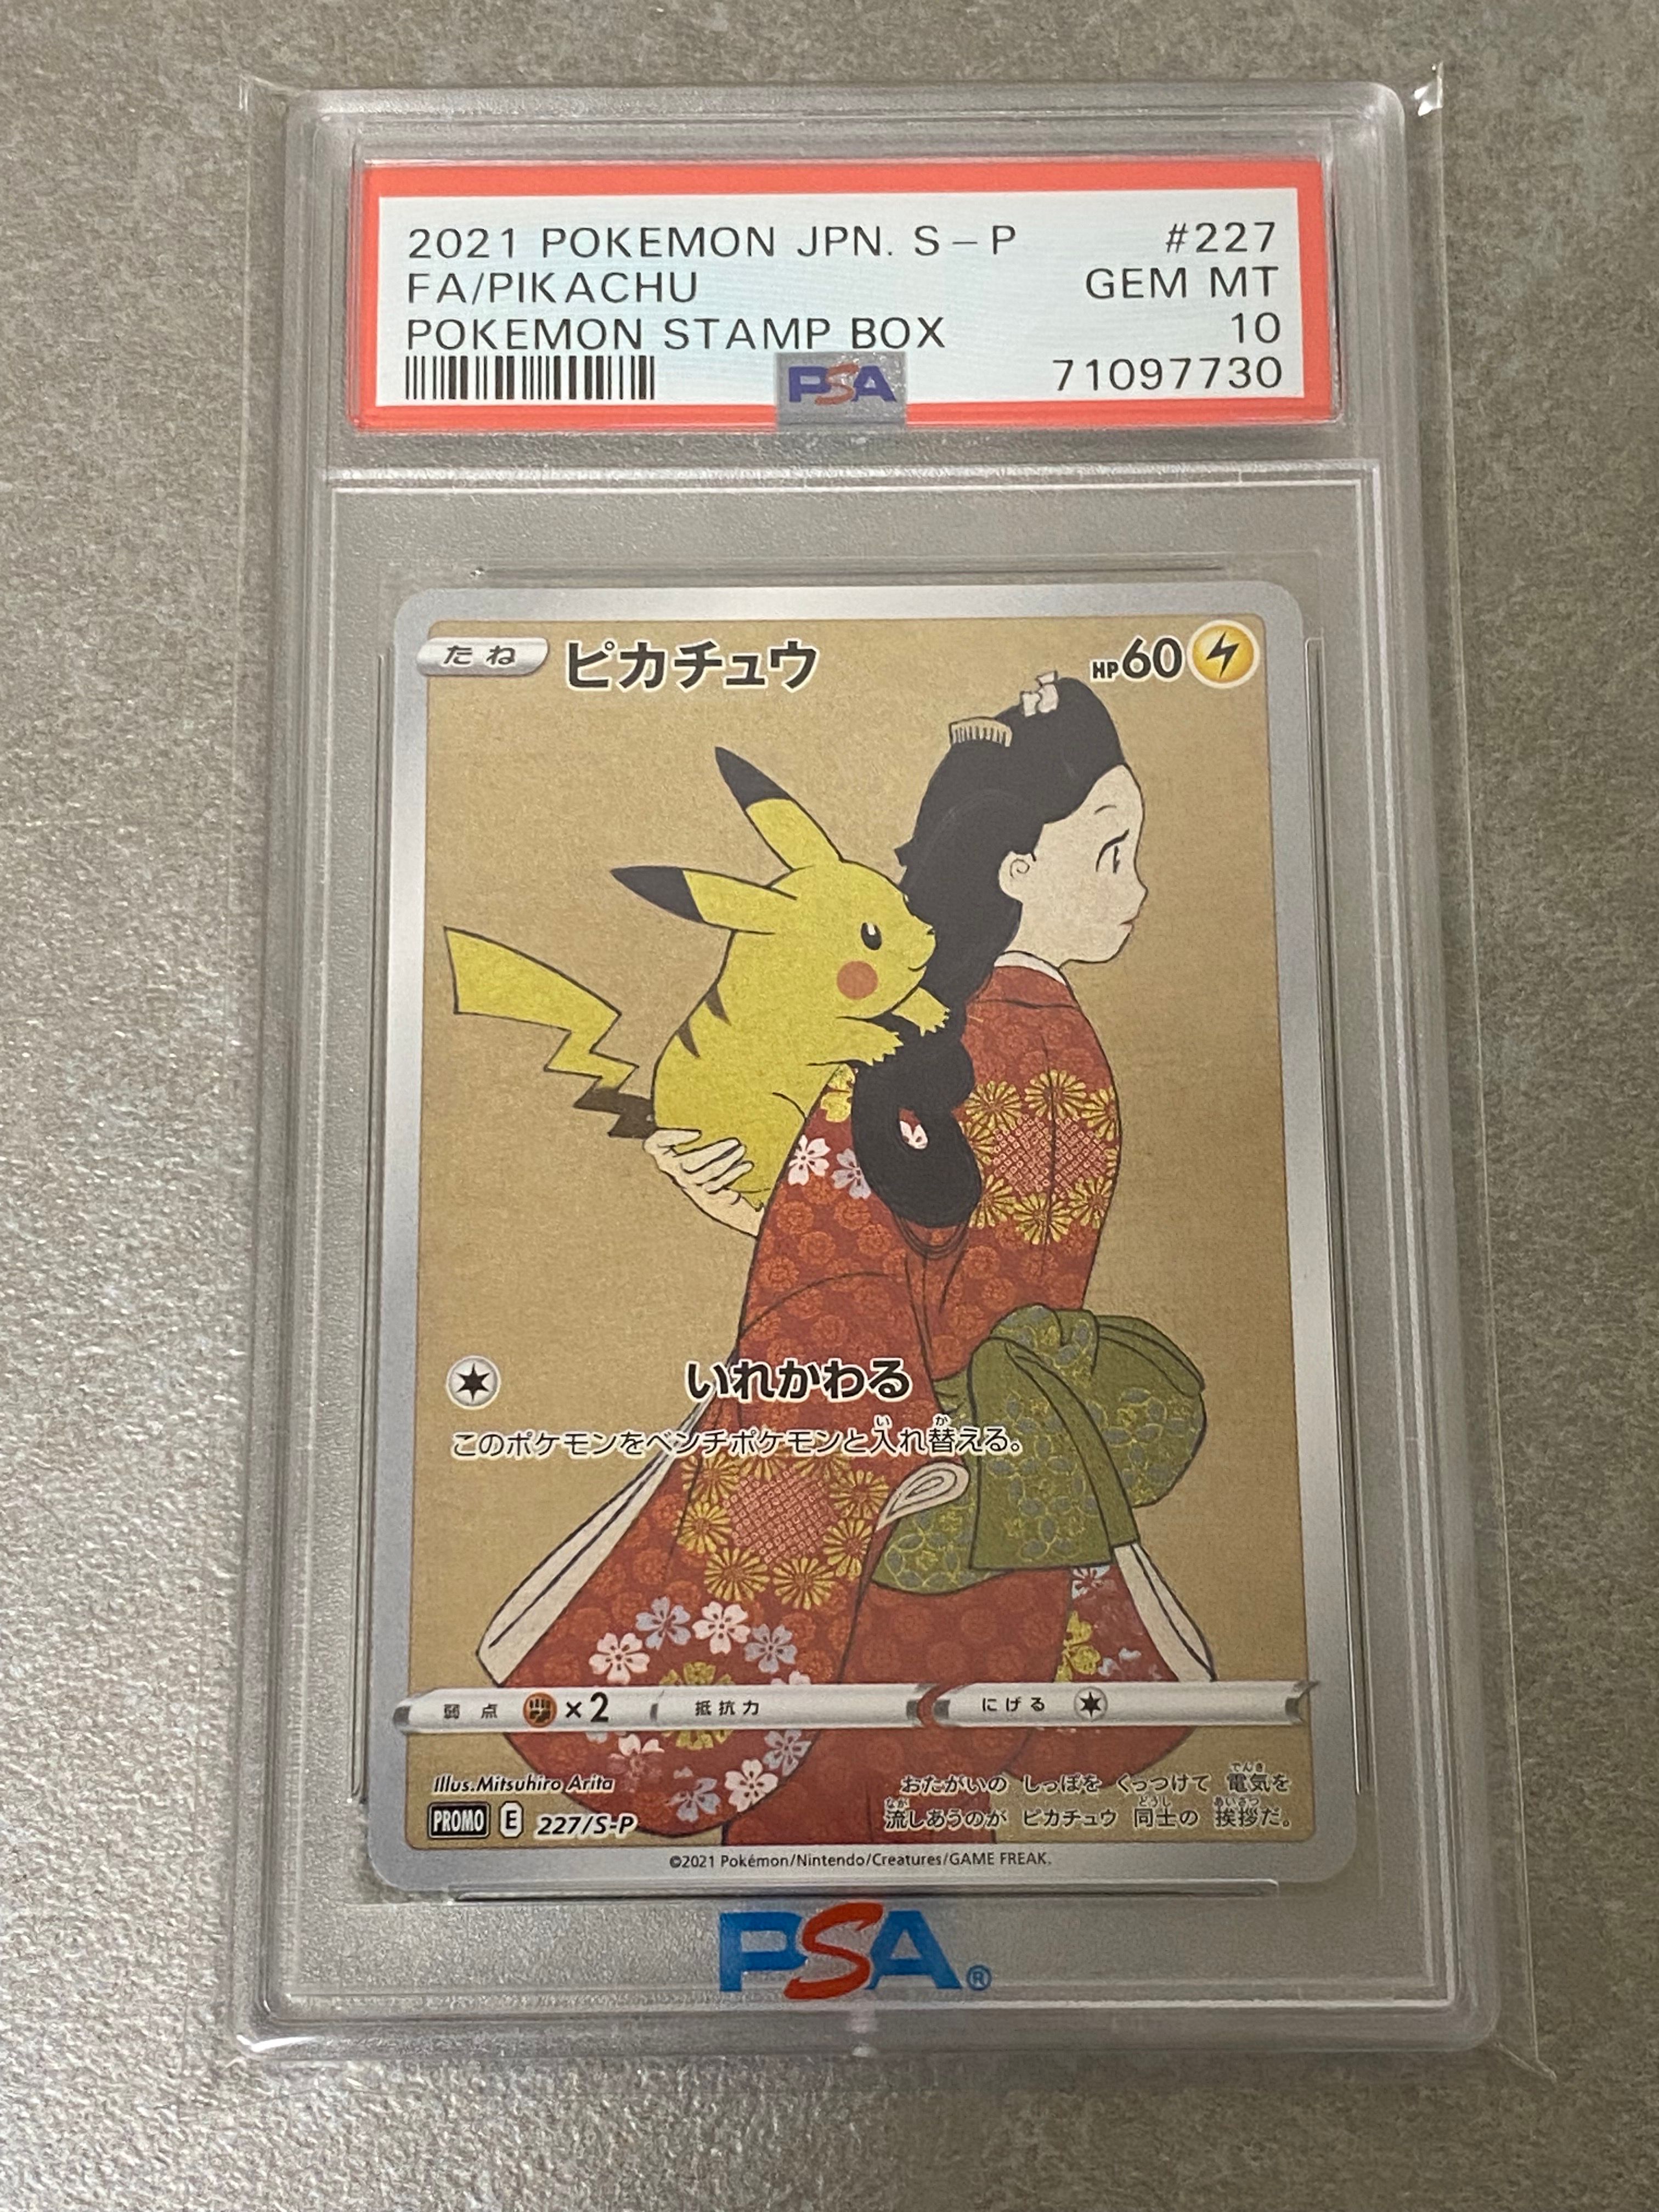 2021 POKEMON JPN. S-P #227
FA/PIKACHU GEM MT
POKEMON STAMP BOX 10
PSA 71097730
たね ピカチュウ HP60
いれかわる
このポケモンをベンチポケモンと入れ替える。
弱点 ×2 抵抗力 にげる
Illus.Mitsuhiro Arita
PROMO E 227/S-P
おたがいの しっぽを くっつけて 電気を
流しあうのが ピカチュウ 同士の 挨拶だ。
©2021 Pokémon/Nintendo/Creatures/GAME FREAK.
PSA®